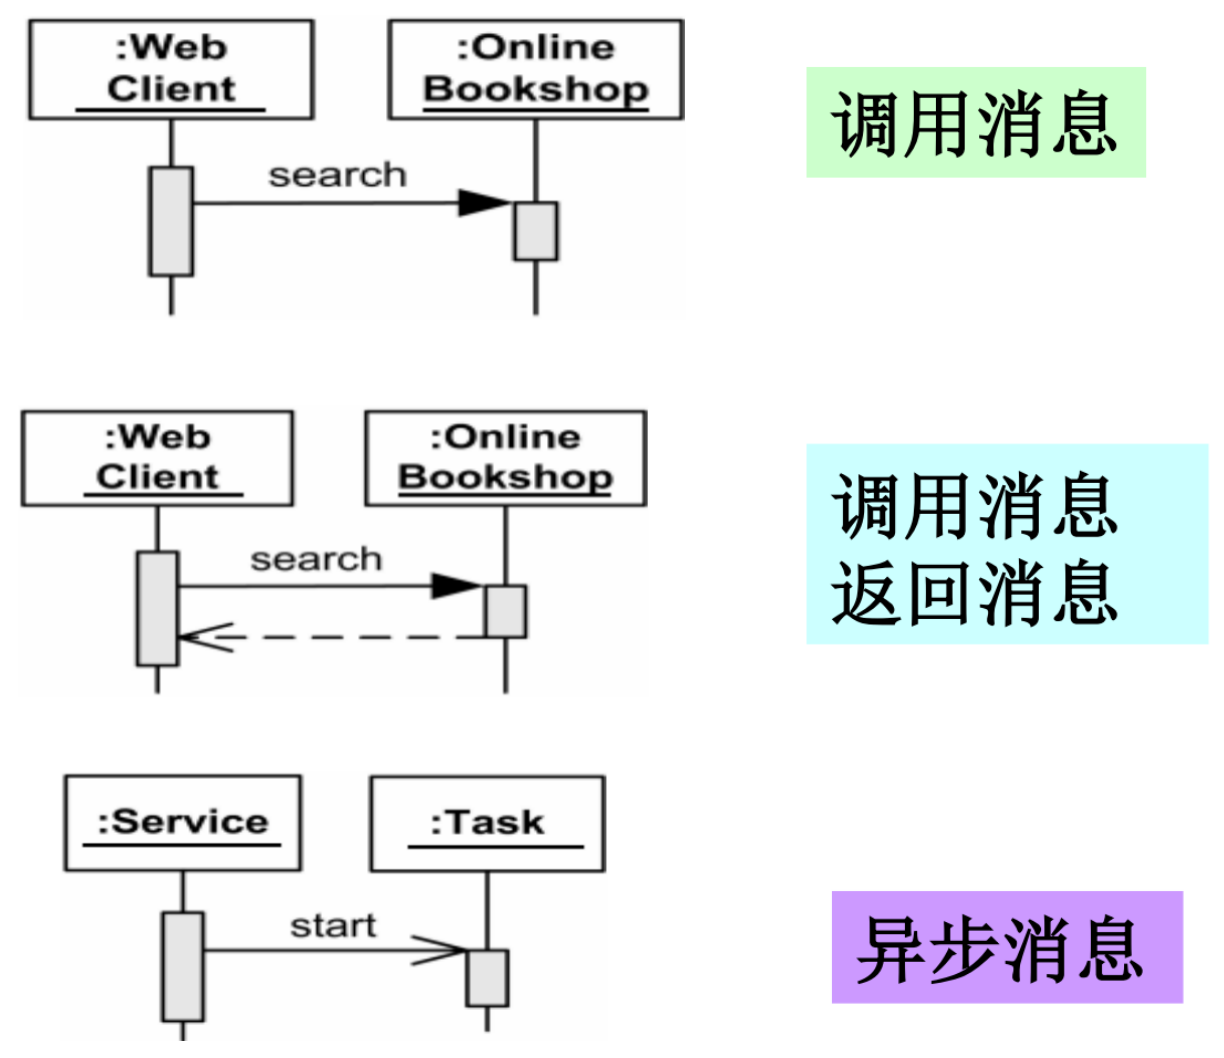 :Web
Client
:Online
Bookshop
调用消息
search
:Web
Client
:Online
Bookshop
调用消息
返回消息
search
:Service
:Task
start
异步消息